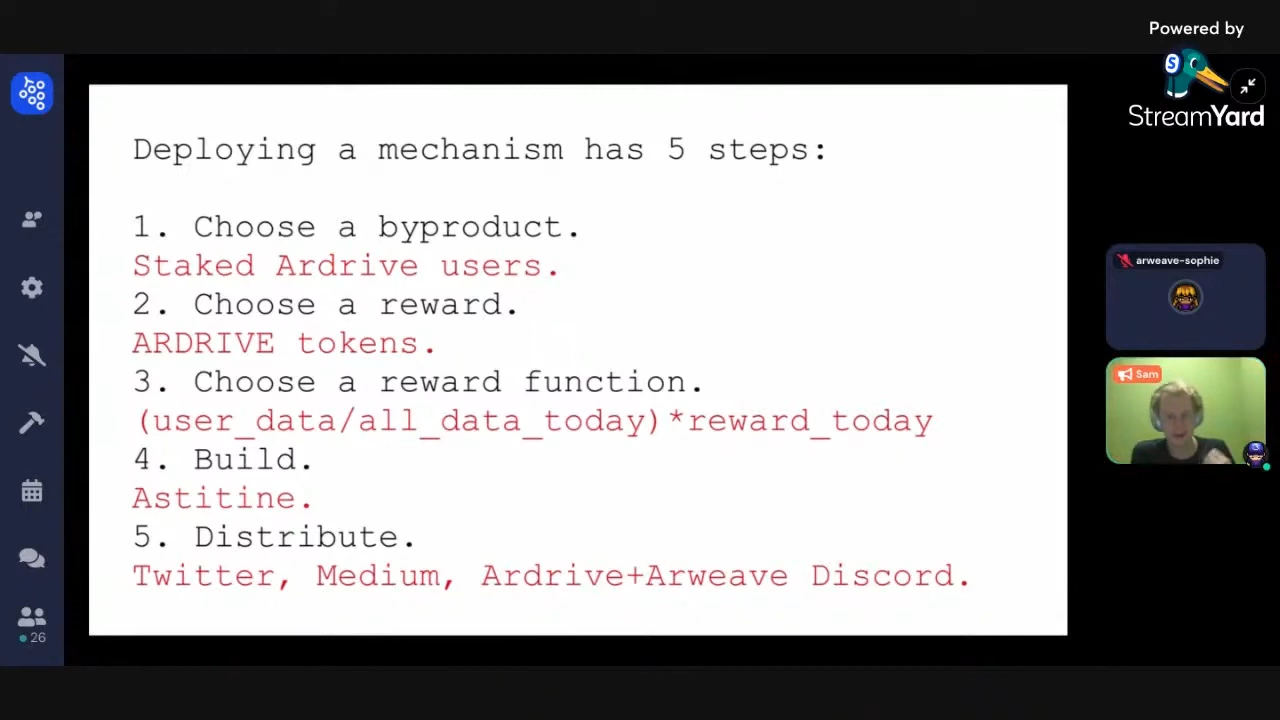 Powered by
StreamYard
Deploying a mechanism has 5 steps:
1. Choose a byproduct.
Staked Ardrive users.
2. Choose a reward.
ARDRIVE tokens.
3. Choose a reward function.
(user_data/all_data_today)*reward_today
4. Build.
Astitine.
5. Distribute.
Twitter, Medium, Ardrive+Arweave Discord.
arweave-sophie
Sam
26